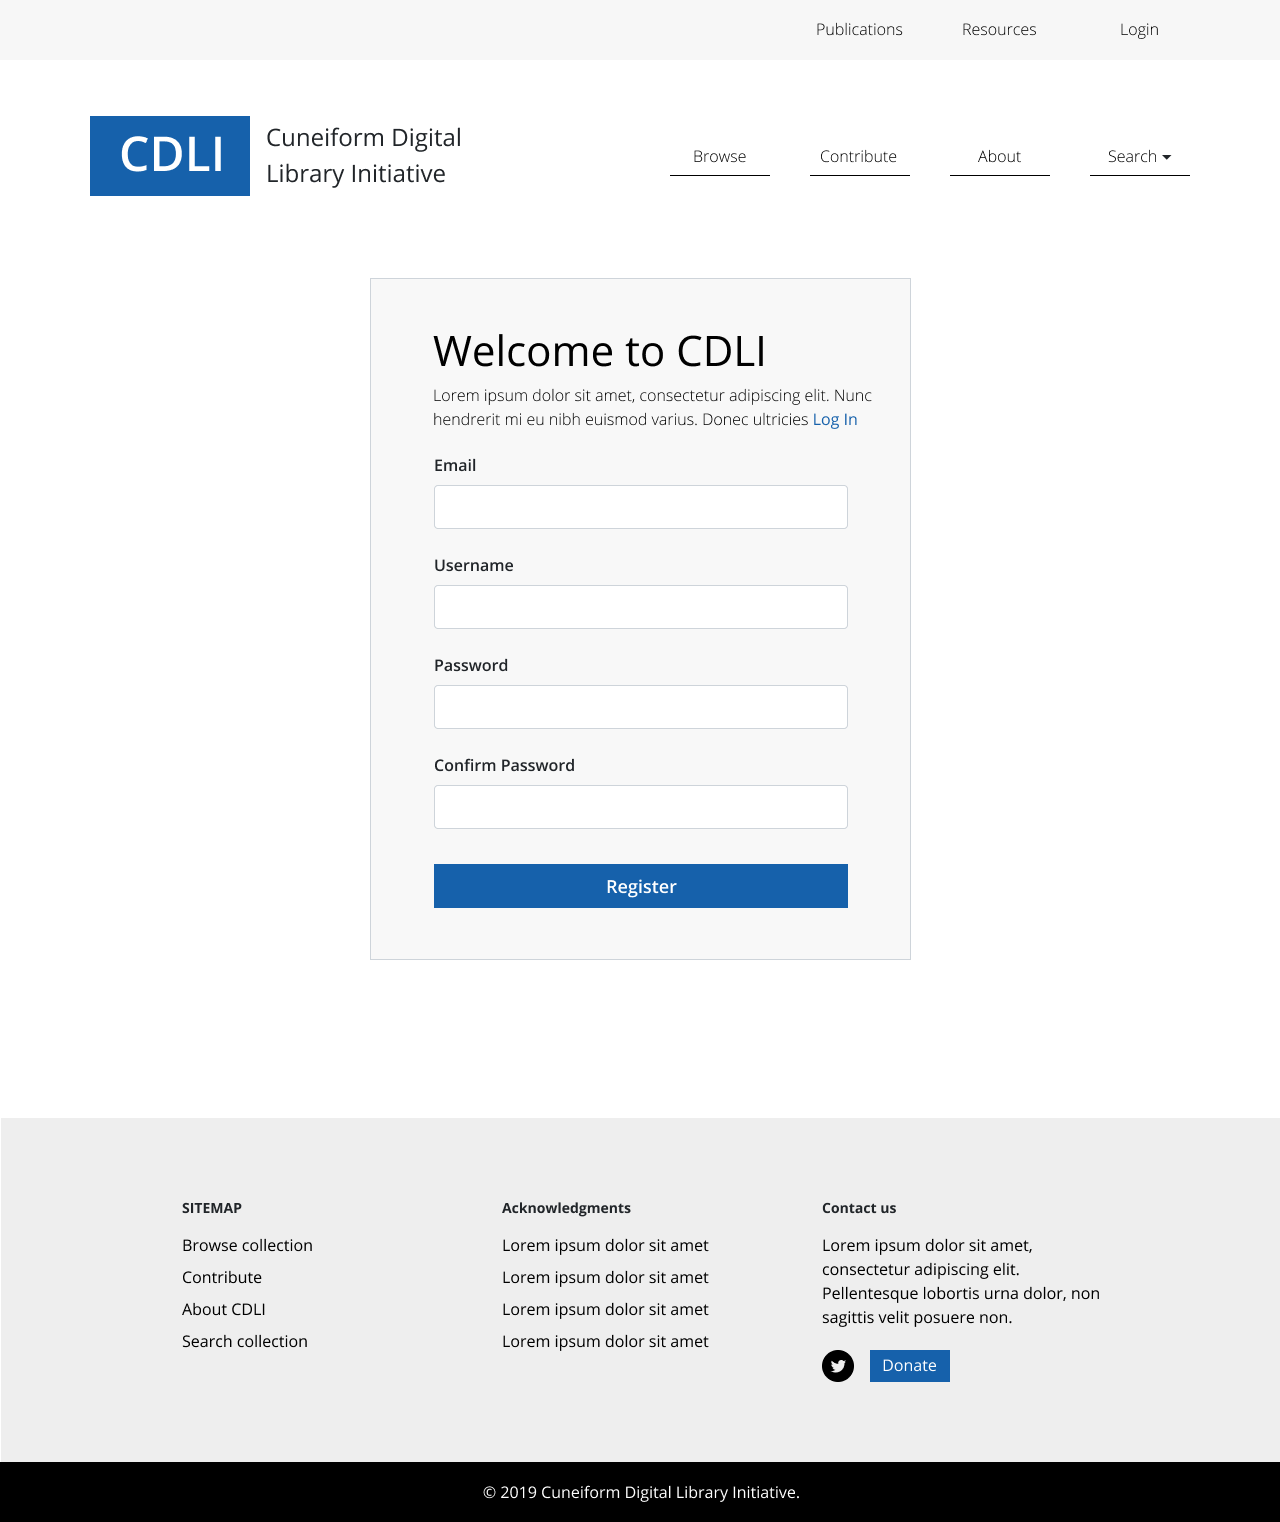 Publications Resources Login
CDLI
Cuneiform Digital
Library Initiative
Browse Contribute About Search
Welcome to CDLI
Lorem ipsum dolor sit amet, consectetur adipiscing elit. Nunc
hendrerit mi eu nibh euismod varius. Donec ultricies Log In
Email
Username
Password
Confirm Password
Register
SITEMAP
Browse collection
Contribute
About CDLI
Search collection
Acknowledgments
Lorem ipsum dolor sit amet
Lorem ipsum dolor sit amet
Lorem ipsum dolor sit amet
Lorem ipsum dolor sit amet
Contact us
Lorem ipsum dolor sit amet,
consectetur adipiscing elit.
Pellentesque lobortis urna dolor, non
sagittis velit posuere non.
Donate
© 2019 Cuneiform Digital Library Initiative.